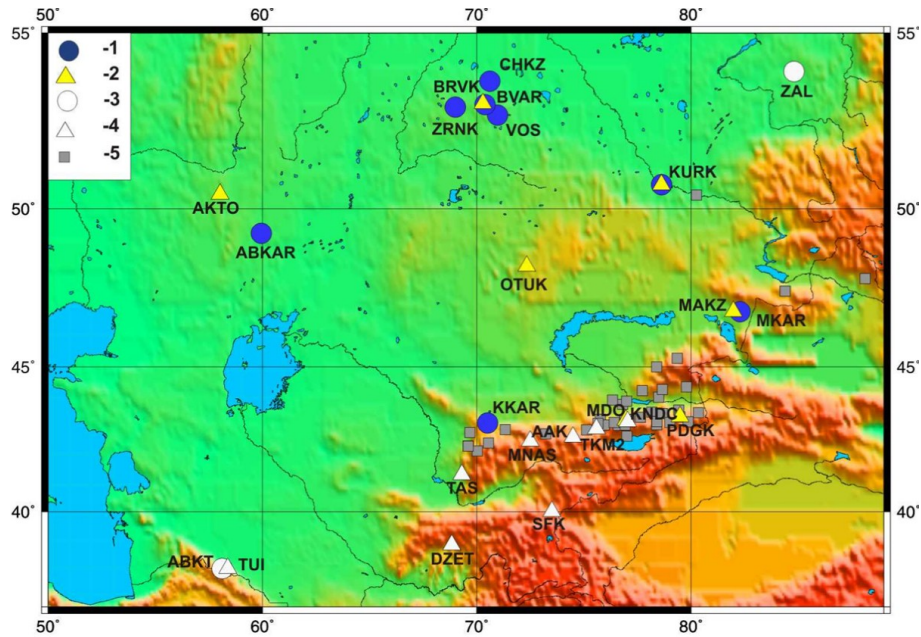 50° 60° 70° 80°
55° 55°
-1
-2
-3
-4
-5
CHKZ
BRVK BVAR
ZRNK VOS
ZAL
KURK
50° 50°
AKTO
ABKAR
OTUK
MAKZ
MKAR
45° 45°
KKAR
MDO KNDC
AAK PDGK
MNAS TKM2
TAS
40° 40°
SFK
DZET
ABKT TUI
50° 60° 70° 80°